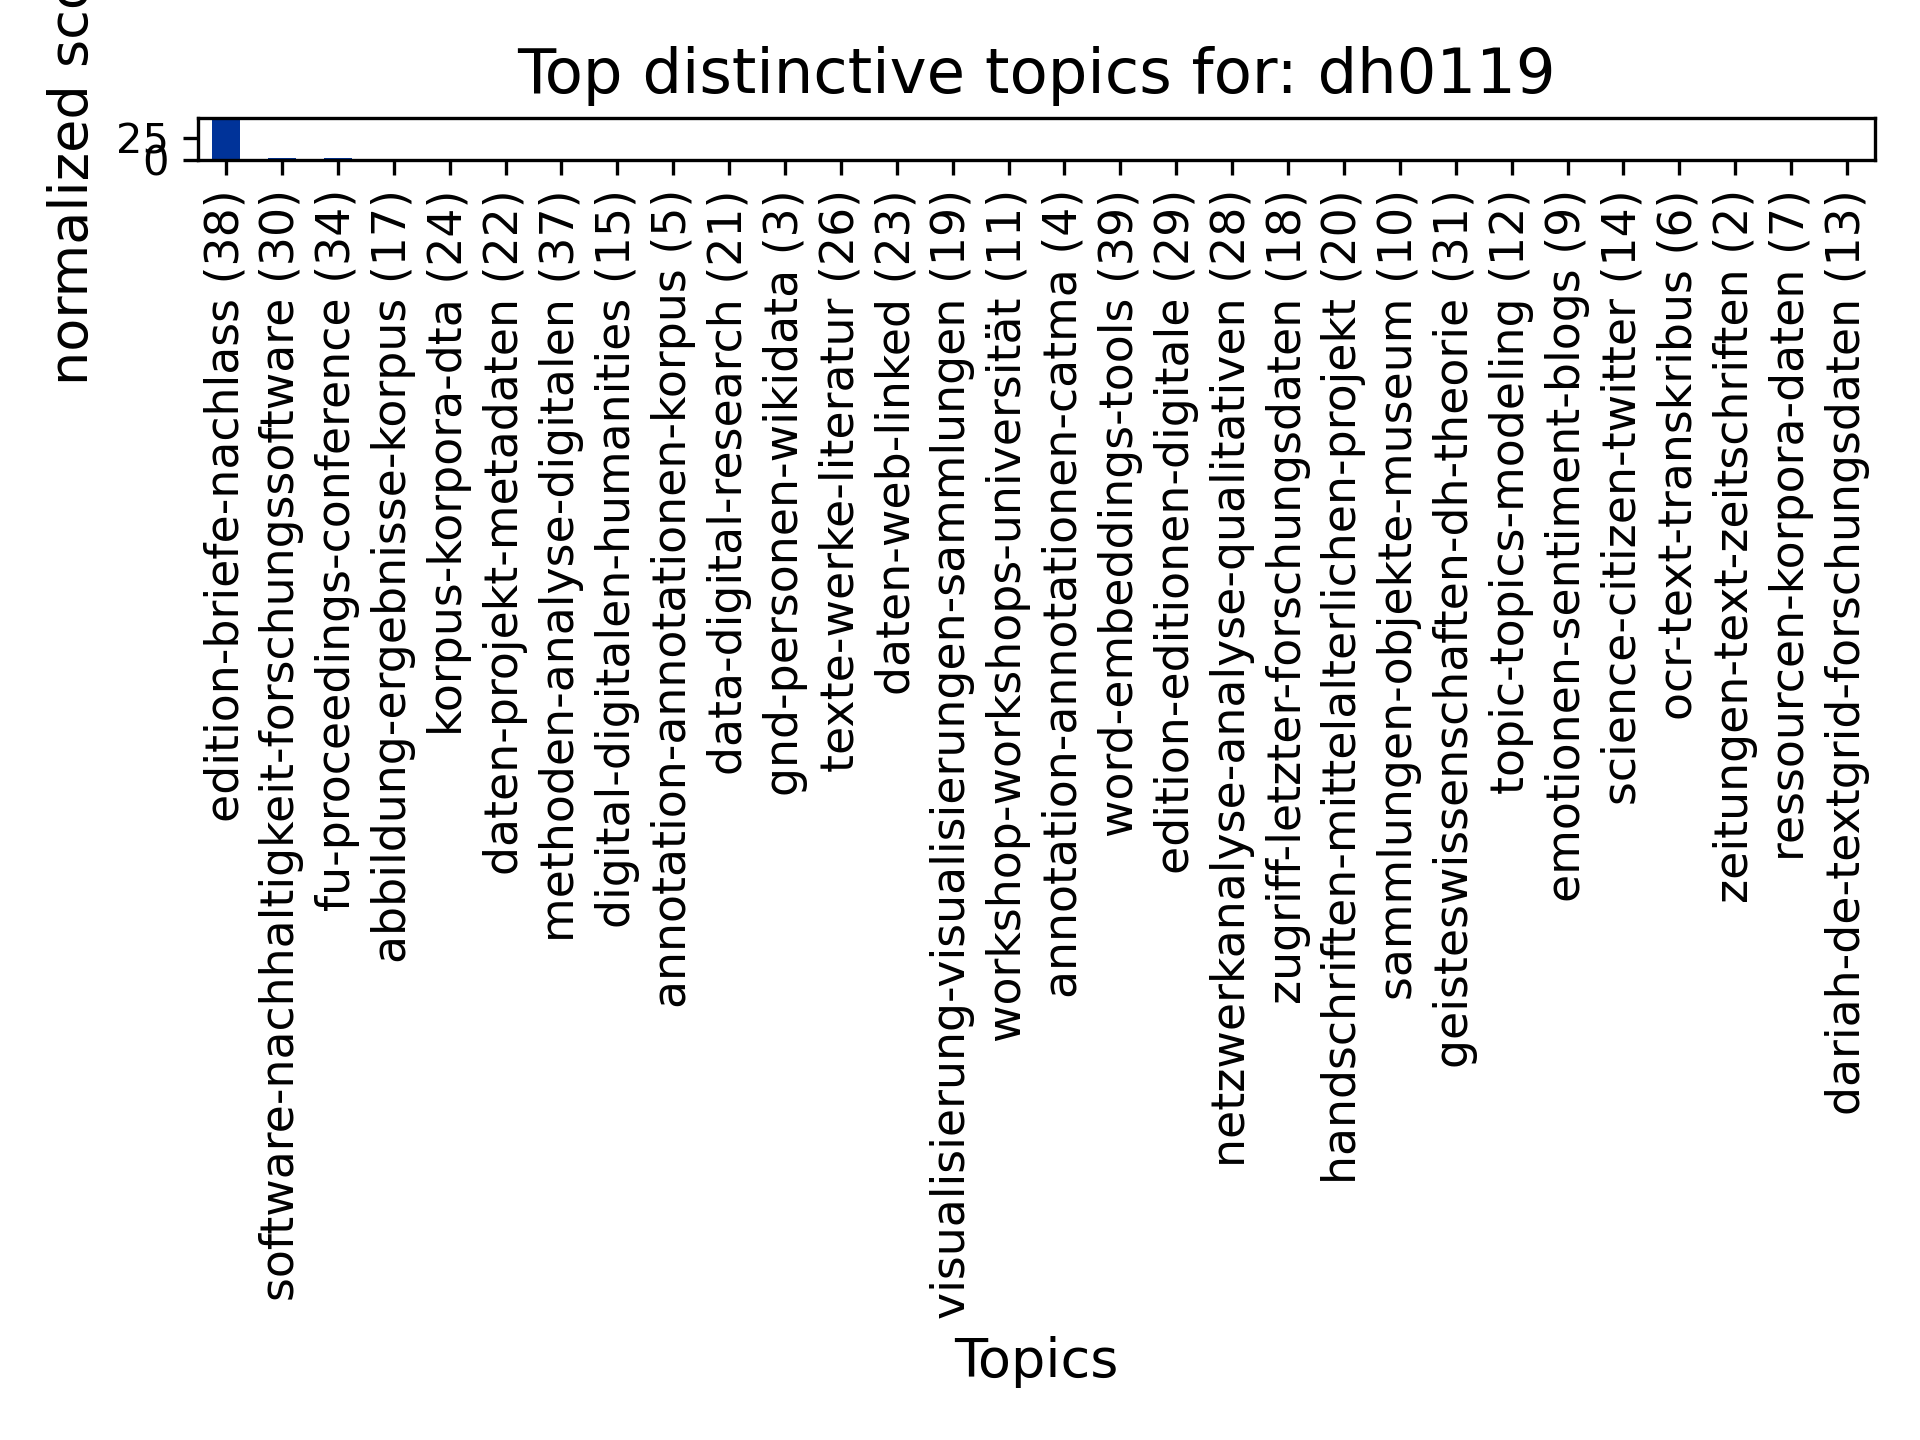 Top distinctive topics for: dh0119
normalized
25
0
edition-briefe-nachlass (38)
software-nachhaltigkeit-forschungssoftware (30)
fu-proceedings-conference (34)
abbildung-ergebnisse-korpus (17)
korpus-korpora-dta (24)
daten-projekt-metadaten (22)
methoden-analyse-digitalen (37)
digital-digitalen-humanities (15)
annotation-annotationen-korpus (5)
data-digital-research (21)
gnd-personen-wikidata (3)
texte-werke-literatur (26)
daten-web-linked (23)
visualisierung-visualisierungen-sammlungen (19)
workshop-workshops-universität (11)
annotation-annotationen-catma (4)
word-embeddings-tools (39)
edition-editionen-digitale (29)
netzwerkanalyse-analyse-qualitativen (28)
zugriff-letzter-forschungsdaten (18)
handschriften-mittelalterlichen-projekt (20)
sammlungen-objekte-museum (10)
geisteswissenschaften-dh-theorie (31)
topic-topics-modeling (12)
emotionen-sentiment-blogs (9)
science-citizen-twitter (14)
ocr-text-transkribus (6)
zeitungen-text-zeitschriften (2)
ressourcen-korpora-daten (7)
dariah-de-textgrid-forschungsdaten (13)
Topics